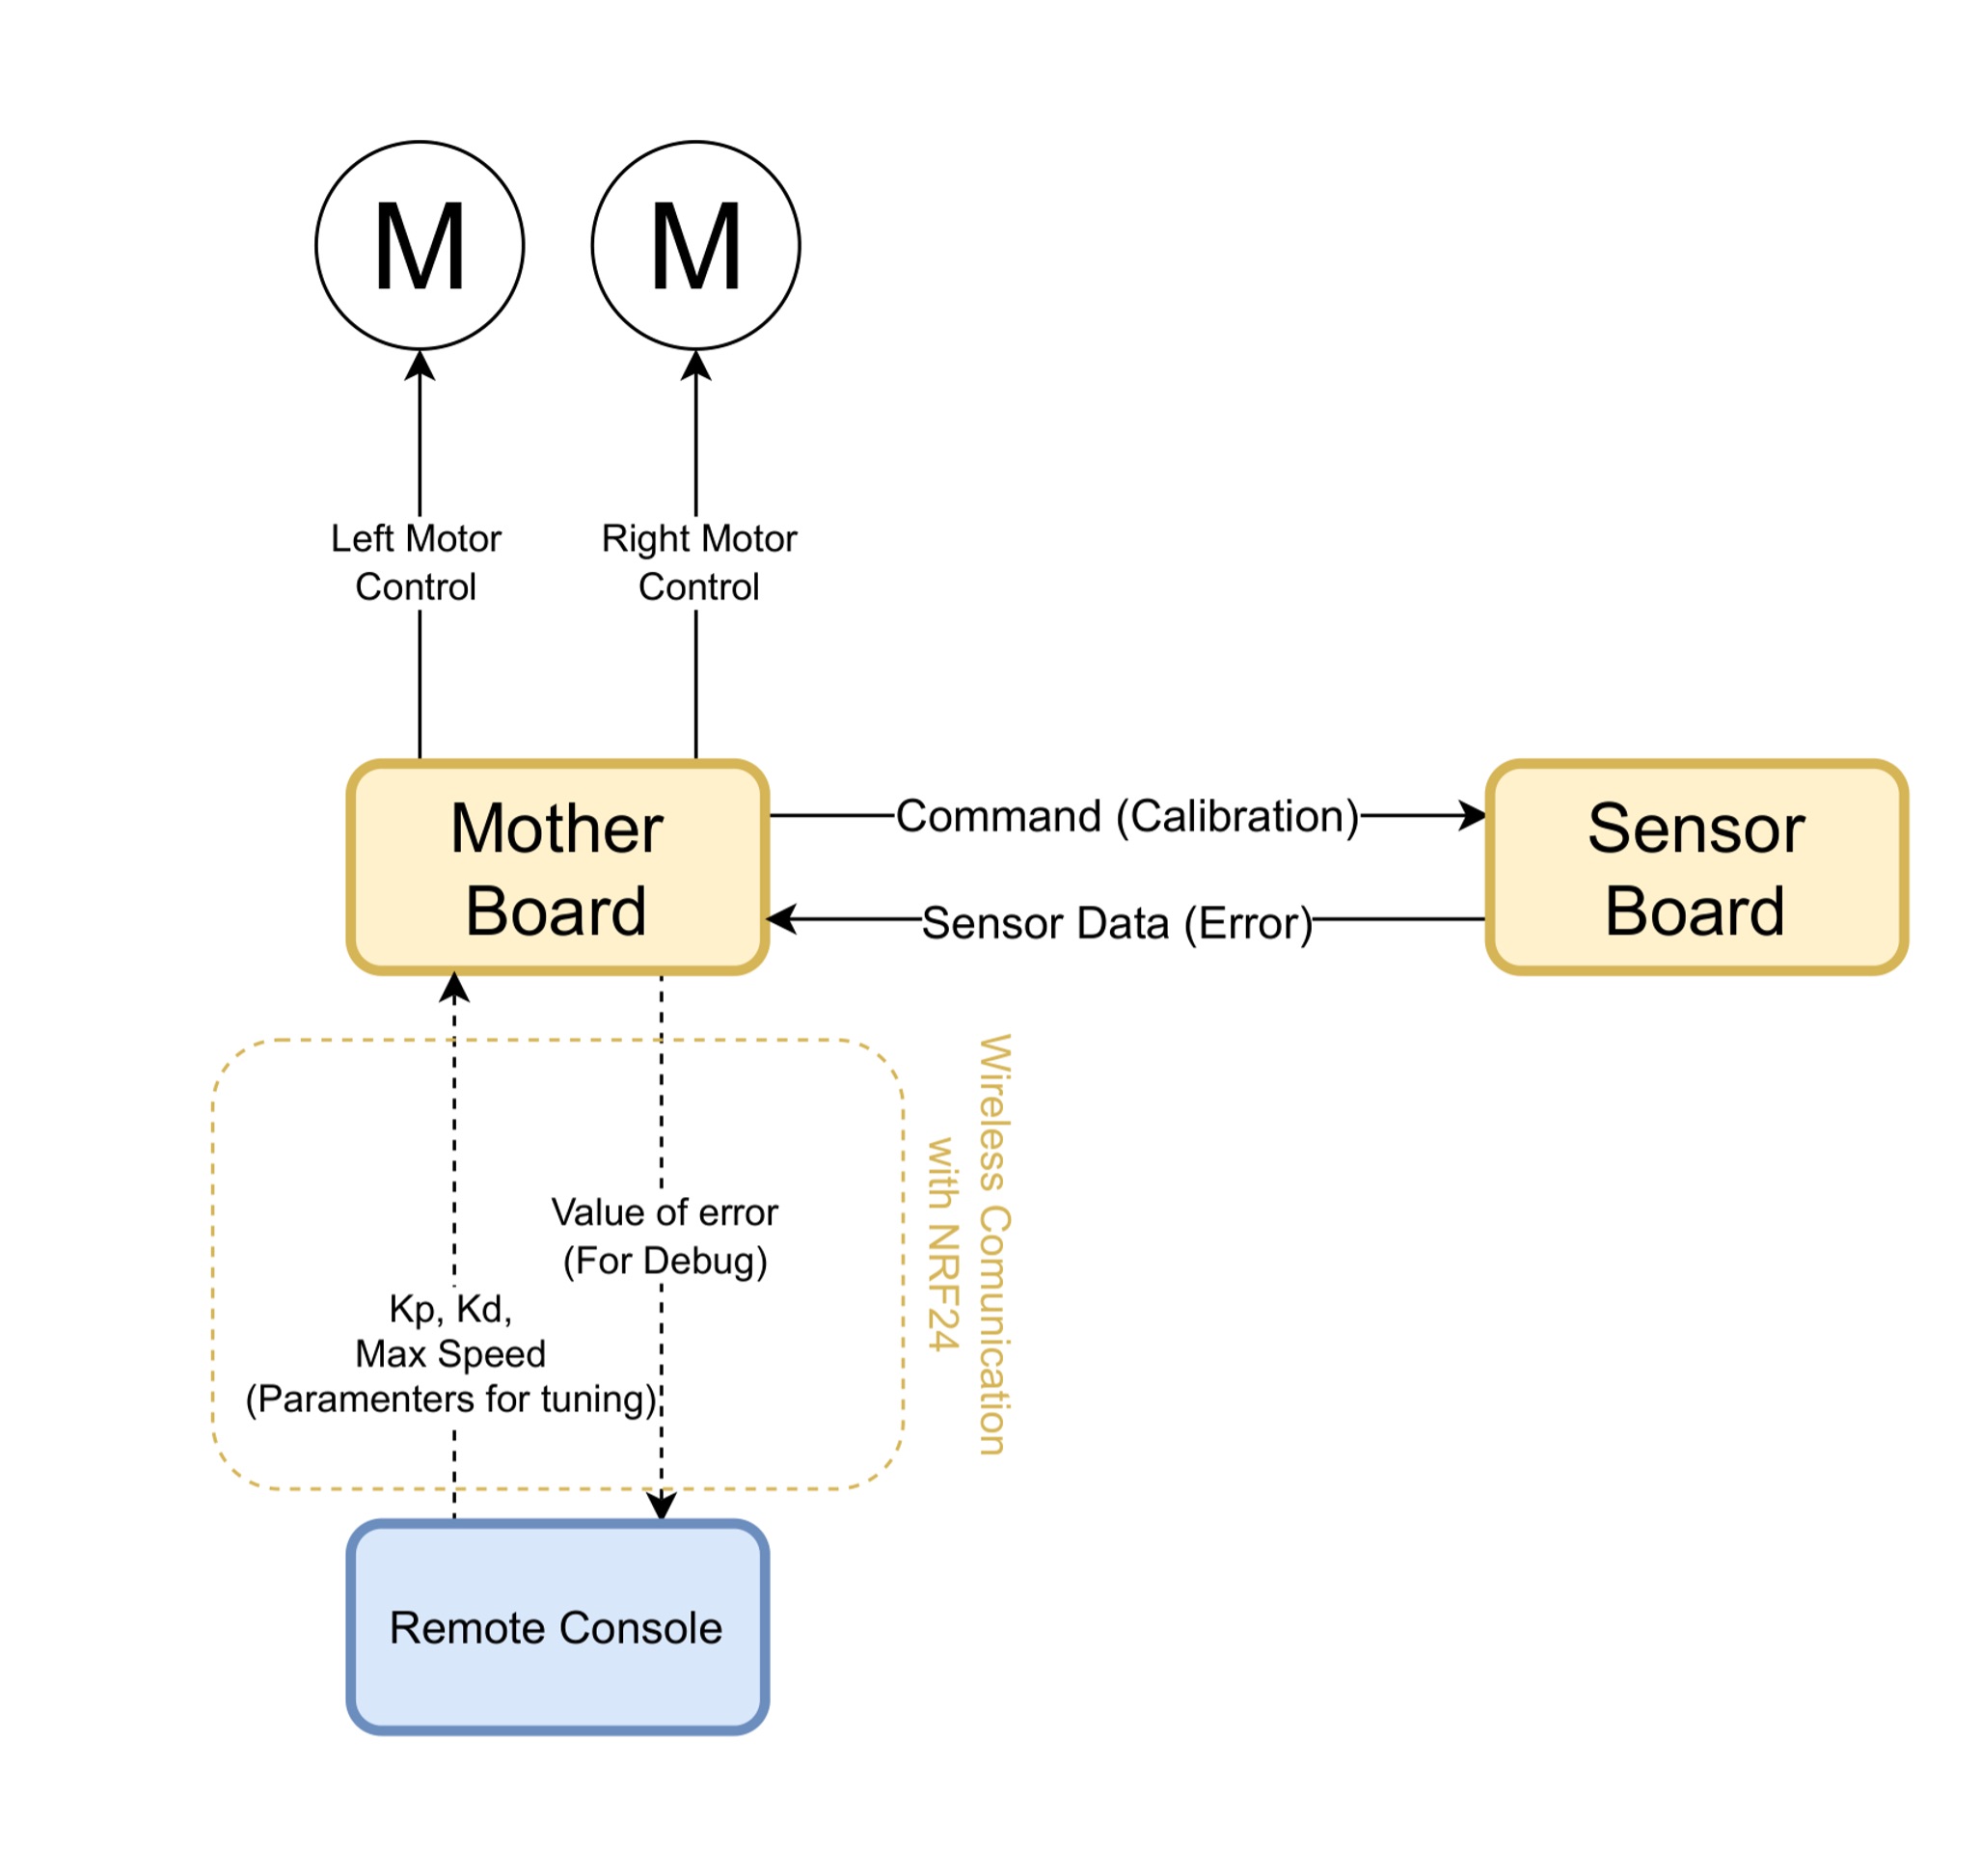 M
M
Left Motor
Control
Right Motor
Control
Mother
Board
Command (Calibration)
Sensor Data (Error)
Sensor
Board
Wireless Comunication
with NRF24
Value of error
(For Debug)
Kp, Kd,
Max Speed
(Paramenters for tuning)
Remote Console